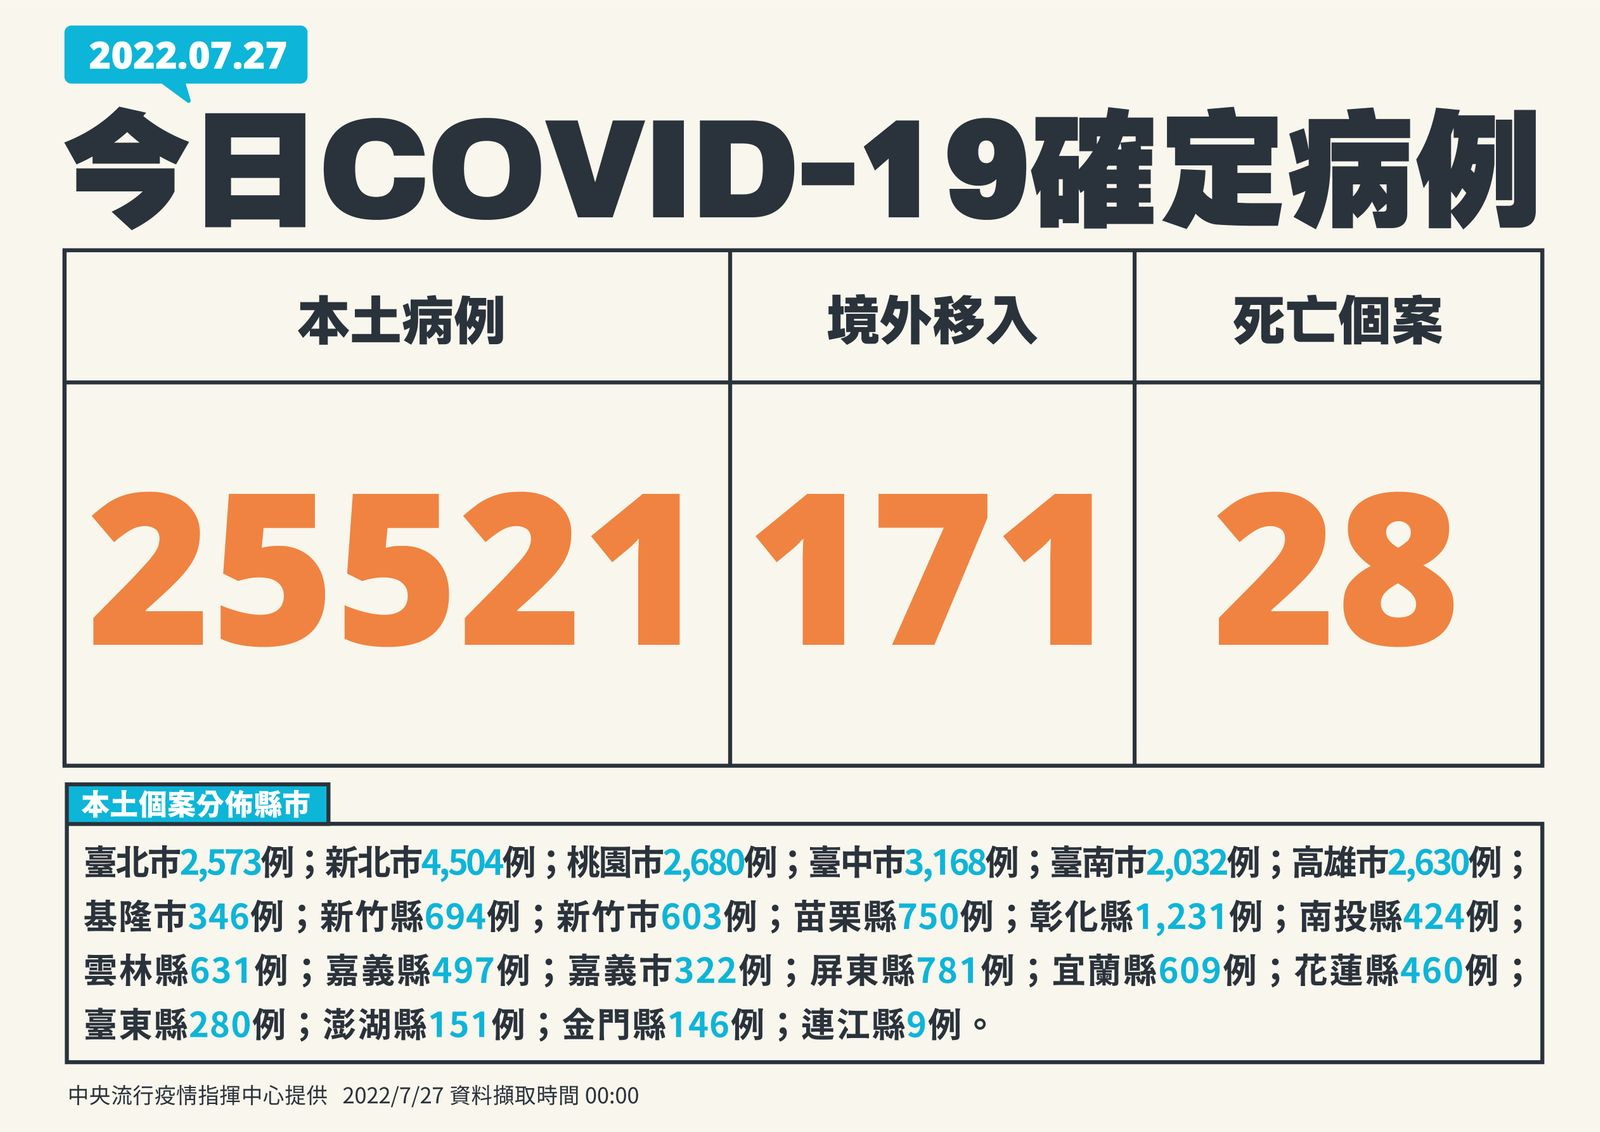 2022.07.27
今日COVID-19確定病例
本土病例 境外移入 死亡個案
25521 171 28
本土個案分佈縣市
臺北市2,573例；新北市4,504例；桃園市2,680例；臺中市3,168例；臺南市2,032例；高雄市2,630例；
基隆市346例；新竹縣694例；新竹市603例；苗栗縣750例；彰化縣1,231例；南投縣424例；
雲林縣631例；嘉義縣497例；嘉義市322例；屏東縣781例；宜蘭縣609例；花蓮縣460例；
臺東縣280例；澎湖縣151例；金門縣146例；連江縣9例。
中央流行疫情指揮中心提供 2022/7/27 資料擷取時間 00:00